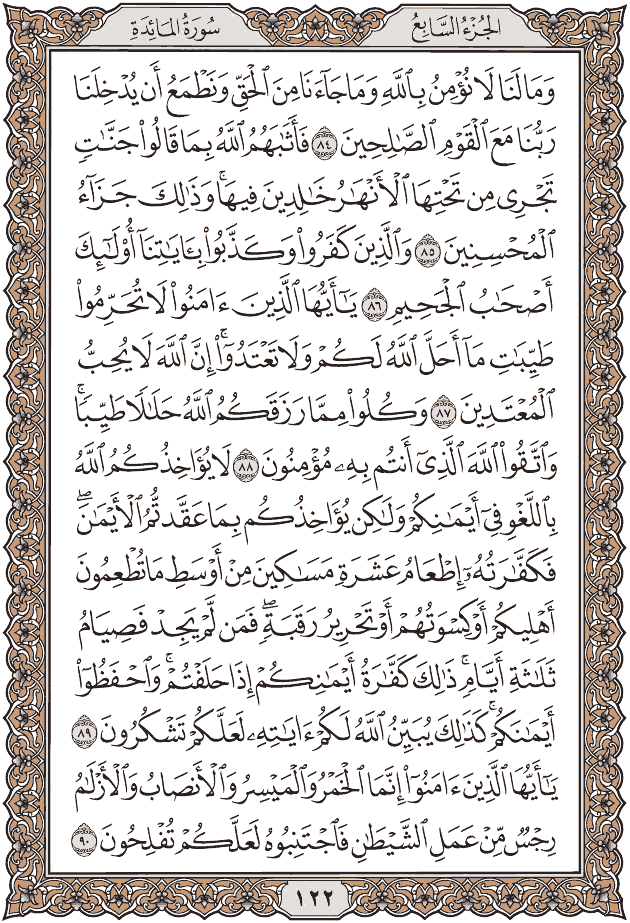 الجُزْءُ السَّابِعُ
سُورَةُ المَائِدَةِ
وَمَا لَنَا لَا نُؤْمِنُ بِٱللَّهِ وَمَا جَآءَنَا مِنَ ٱلْحَقِّ وَنَطْمَعُ أَن يُدْخِلَنَا
رَبُّنَا مَعَ ٱلْقَوْمِ ٱلصَّٰلِحِينَ ٨٤ فَأَثَٰبَهُمُ ٱللَّهُ بِمَا قَالُوا۟ جَنَّٰتٍ
تَجْرِى مِن تَحْتِهَا ٱلْأَنْهَٰرُ خَٰلِدِينَ فِيهَا ۚ وَذَٰلِكَ جَزَآءُ
ٱلْمُحْسِنِينَ ٨٥ وَٱلَّذِينَ كَفَرُوا۟ وَكَذَّبُوا۟ بِـَٔايَٰتِنَآ أُو۟لَٰٓئِكَ
أَصْحَٰبُ ٱلْجَحِيمِ ٨٦ يَٰٓأَيُّهَا ٱلَّذِينَ ءَامَنُوا۟ لَا تُحَرِّمُوا۟
طَيِّبَٰتِ مَآ أَحَلَّ ٱللَّهُ لَكُمْ وَلَا تَعْتَدُوٓا۟ ۚ إِنَّ ٱللَّهَ لَا يُحِبُّ
ٱلْمُعْتَدِينَ ٨٧ وَكُلُوا۟ مِمَّا رَزَقَكُمُ ٱللَّهُ حَلَٰلًا طَيِّبًا ۚ
وَٱتَّقُوا۟ ٱللَّهَ ٱلَّذِىٓ أَنتُم بِهِۦ مُؤْمِنُونَ ٨٨ لَا يُؤَاخِذُكُمُ ٱللَّهُ
بِٱللَّغْوِ فِىٓ أَيْمَٰنِكُمْ وَلَٰكِن يُؤَاخِذُكُم بِمَا عَقَّدتُّمُ ٱلْأَيْمَٰنَ ۖ
فَكَفَّٰرَتُهُۥٓ إِطْعَامُ عَشَرَةِ مَسَٰكِينَ مِنْ أَوْسَطِ مَا تُطْعِمُونَ
أَهْلِيكُمْ أَوْ كِسْوَتُهُمْ أَوْ تَحْرِيرُ رَقَبَةٍ ۖ فَمَن لَّمْ يَجِدْ فَصِيَامُ
ثَلَٰثَةِ أَيَّامٍ ۚ ذَٰلِكَ كَفَّٰرَةُ أَيْمَٰنِكُمْ إِذَا حَلَفْتُمْ ۚ وَٱحْفَظُوٓا۟
أَيْمَٰنَكُمْ ۚ كَذَٰلِكَ يُبَيِّنُ ٱللَّهُ لَكُمْ ءَايَٰتِهِۦ لَعَلَّكُمْ تَشْكُرُونَ ٨٩
يَٰٓأَيُّهَا ٱلَّذِينَ ءَامَنُوٓا۟ إِنَّمَا ٱلْخَمْرُ وَٱلْمَيْسِرُ وَٱلْأَنصَابُ وَٱلْأَزْلَٰمُ
رِجْسٌ مِّنْ عَمَلِ ٱلشَّيْطَٰنِ فَٱجْتَنِبُوهُ لَعَلَّكُمْ تُفْلِحُونَ ٩٠
١٢٢